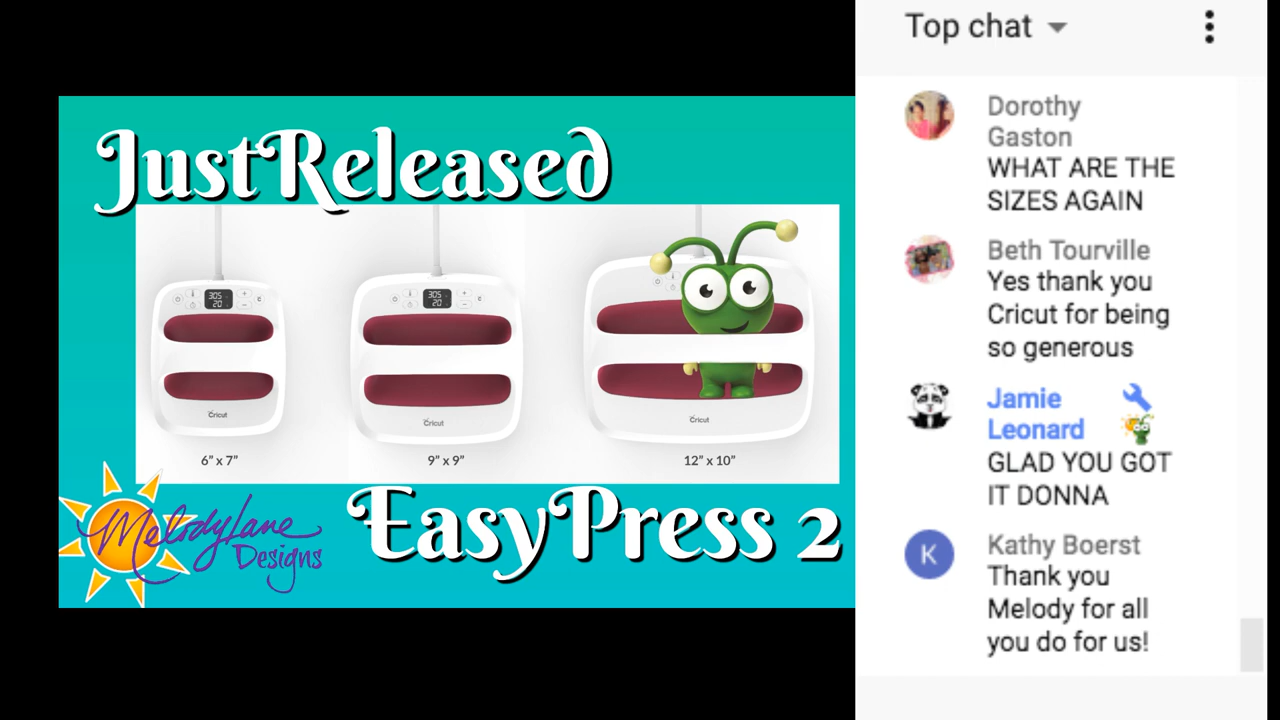 JustReleased
305
20
305
20
Cricut
Cricut
Cricut
6” x 7”
9” x 9”
12” x 10”
MelodyLane
Designs
EasyPress 2
Top chat
Dorothy
Gaston
WHAT ARE THE
SIZES AGAIN
Beth Tourville
Yes thank you
Cricut for being
so generous
Jamie
Leonard
GLAD YOU GOT
IT DONNA
K
Kathy Boerst
Thank you
Melody for all
you do for us!